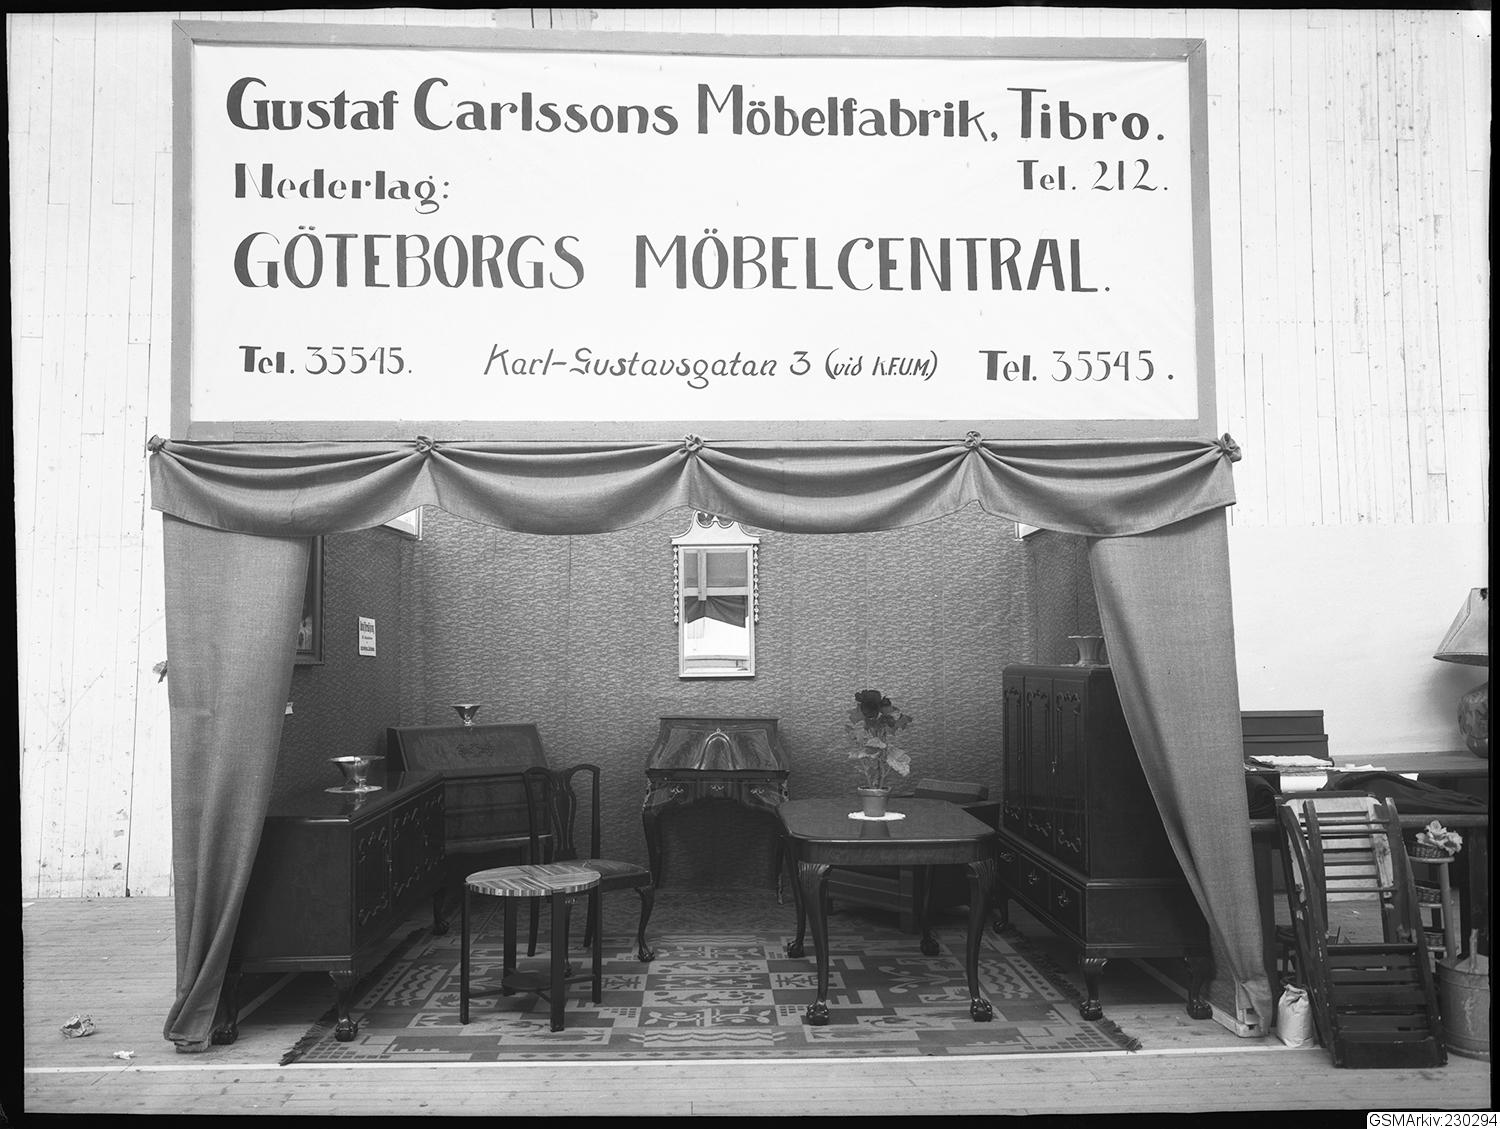 Gustaf Carlssons Möbelfabrik, Tibro.
Nederlag: Tel. 212.
GÖTEBORGS MÖBELCENTRAL.
Tel. 35545. Karl-Gustavsgatan 3 (vid K.F.U.M.) Tel. 35545.
GSMArkiv:230294